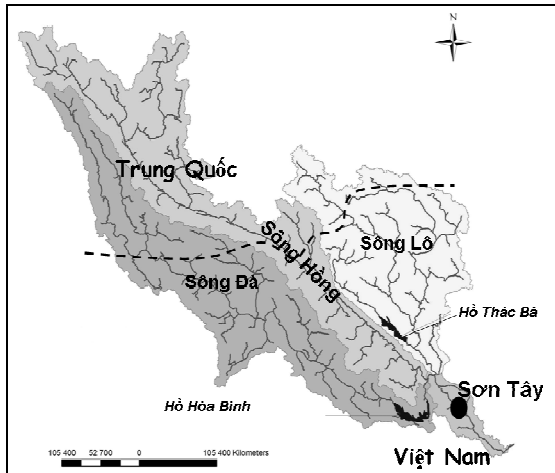 N
Trung Quốc
Sông Hồng
Sông Lô
Sông Đà
Hồ Thác Bà
Sơn Tây
Hồ Hòa Bình
Việt Nam
105 400 52 700 0 105 400 Kilometers